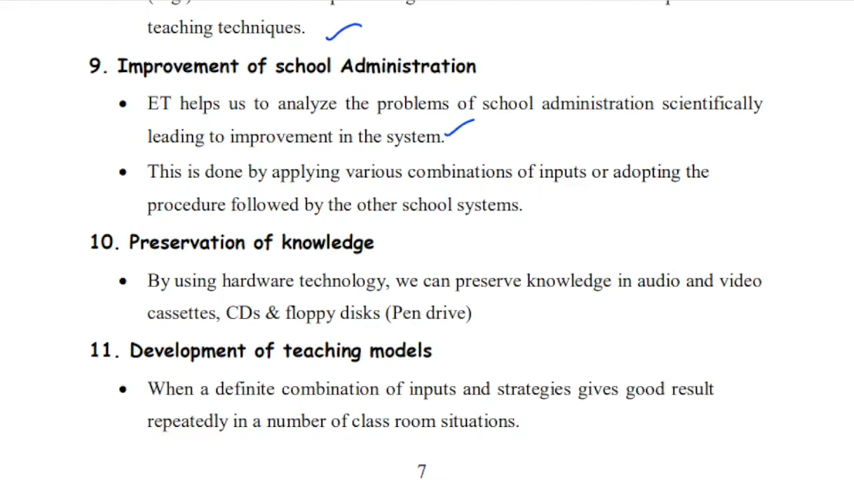 teaching techniques.
9. Improvement of school Administration
• ET helps us to analyze the problems of school administration scientifically
leading to improvement in the system.
• This is done by applying various combinations of inputs or adopting the
procedure followed by the other school systems.
10. Preservation of knowledge
• By using hardware technology, we can preserve knowledge in audio and video
cassettes, CDs & floppy disks (Pen drive)
11. Development of teaching models
• When a definite combination of inputs and strategies gives good result
repeatedly in a number of class room situations.
7